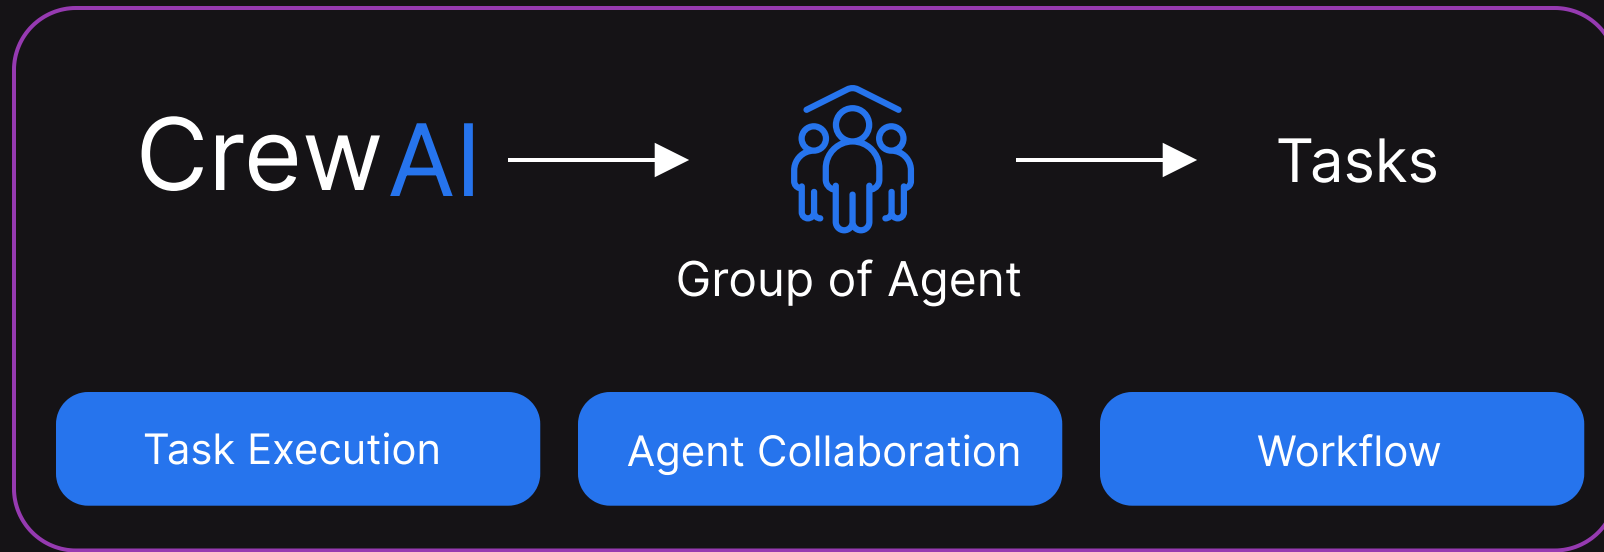 CrewAI
Tasks
Group of Agent
Task Execution
Agent Collaboration
Workflow